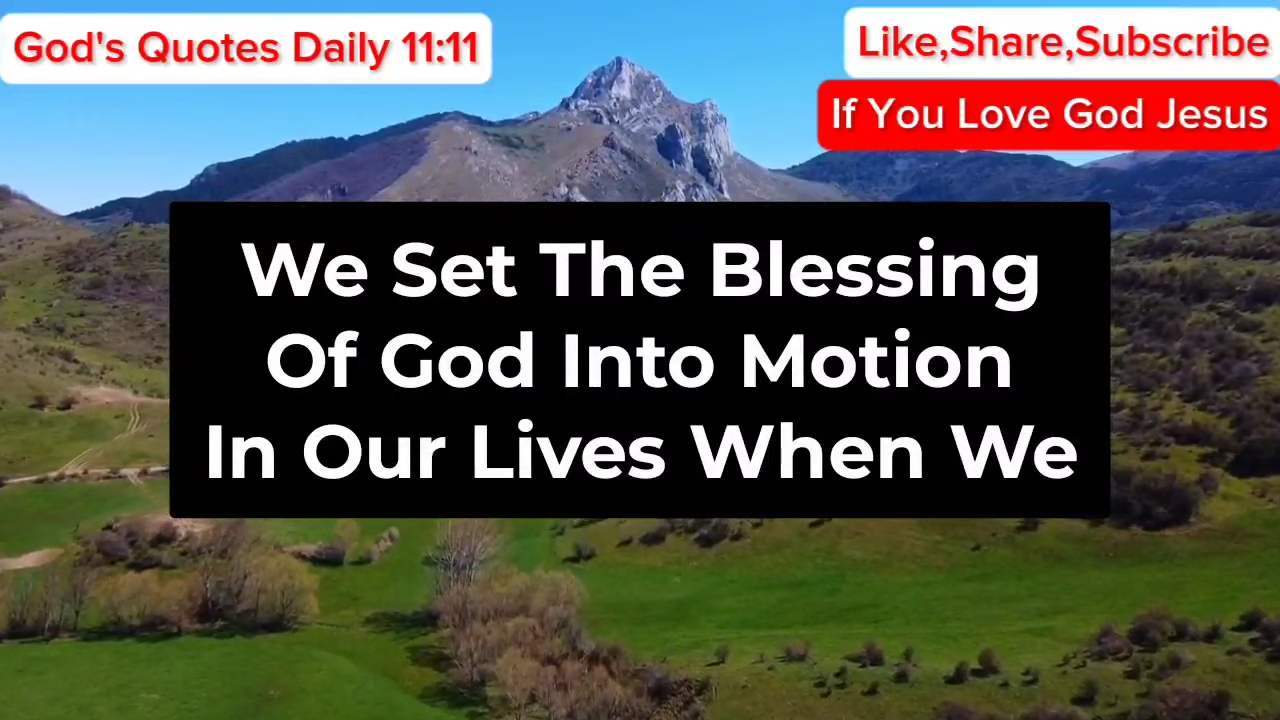 God's Quotes Daily 11:11
Like,Share,Subscribe
If You Love God Jesus
We Set The Blessing
Of God Into Motion
In Our Lives When We